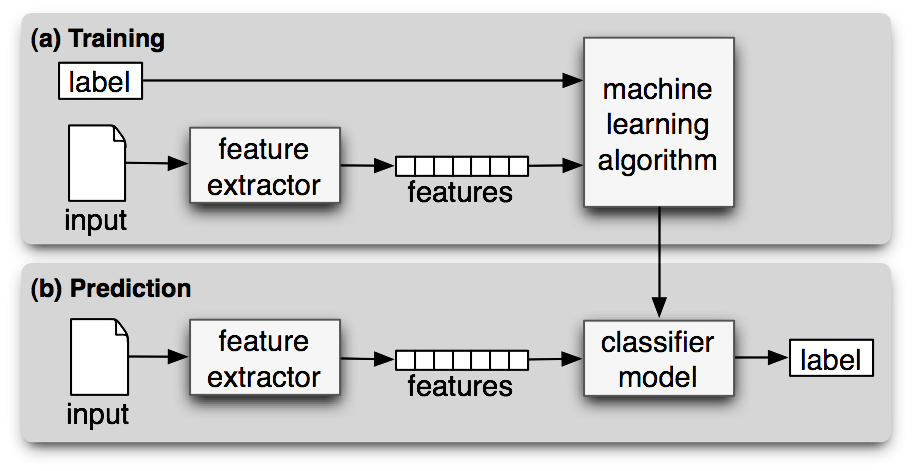 (a) Training
label
machine
learning
algorithm
feature
extractor
features
input
(b) Prediction
feature
extractor
features
input
classifier
model
label